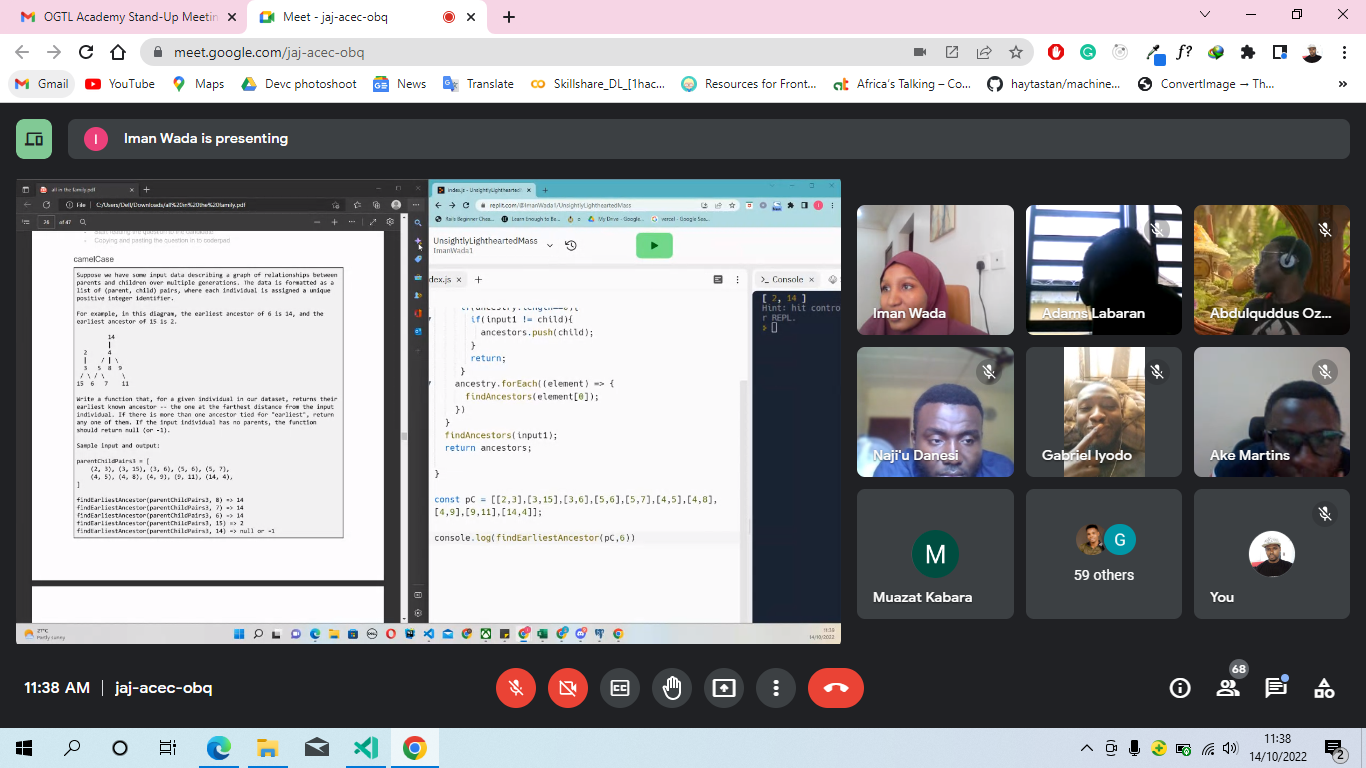 OGTL Academy Stand-Up Meetin
Meet - jaj-acec-obq
meet.google.com/jaj-acec-obq
Gmail
YouTube
Maps
Devc photoshoot
News
Translate
Skillshare_DL_[1hac...
Resources for Front...
Africa's Talking – Co...
haytastan/machine...
ConvertImage → Th...
I
Iman Wada is presenting
all in the family.pdf
File
C:/Users/Dell/Downloads/all%20in%20the%20family.pdf
26 of 47
Copying and pasting the question in to coderpad
camelCase
Suppose we have some input data describing a graph of relationships between
parents and children over multiple generations. The data is formatted as a
list of (parent, child) pairs, where each individual is assigned a unique
positive integer identifier.
For example, in this diagram, the earliest ancestor of 6 is 14, and the
earliest ancestor of 15 is 2.
14
|
2 4
| / | \
3 5 8 9
/ \ / \ \
15 6 7 11
Write a function that, for a given individual in our dataset, returns their
earliest known ancestor -- the one at the farthest distance from the input
individual. If there is more than one ancestor tied for "earliest", return
any one of them. If the input individual has no parents, the function
should return null (or -1).
Sample input and output:
parentChildPairs3 = [
(2, 3), (3, 15), (3, 6), (5, 6), (5, 7),
(4, 5), (4, 8), (4, 9), (9, 11), (14, 4),
]
findEarliestAncestor(parentChildPairs3, 8) => 14
findEarliestAncestor(parentChildPairs3, 7) => 14
findEarliestAncestor(parentChildPairs3, 6) => 14
findEarliestAncestor(parentChildPairs3, 15) => 2
findEarliestAncestor(parentChildPairs3, 14) => null or -1
index.js - UnsightlyLighthearted
replit.com/@ImanWada1/UnsightlyLightheartedMass
My Drive - Google...
vercel - Google Sea...
UnsightlyLightheartedMass
ImanWada1
dex.js
Console
if(input1 != child){
ancestors.push(child);
}
return;
}
ancestry.forEach((element) => {
findAncestors(element[0]);
})
}
findAncestors(input1);
return ancestors;
}
const pC = [[2,3],[3,15],[3,6],[5,6],[5,7],[4,5],[4,8],
[4,9],[9,11],[14,4]];
console.log(findEarliestAncestor(pC,6))
[ 2, 14 ]
Hint: hit contro
r REPL.
27°C
Partly sunny
11:38
14/10/2022
Iman Wada
Adams Labaran
Abdulquddus Oz...
Naji'u Danesi
Gabriel Iyodo
Ake Martins
M
Muazat Kabara
G
59 others
You
11:38 AM | jaj-acec-obq
68
11:38
14/10/2022
2